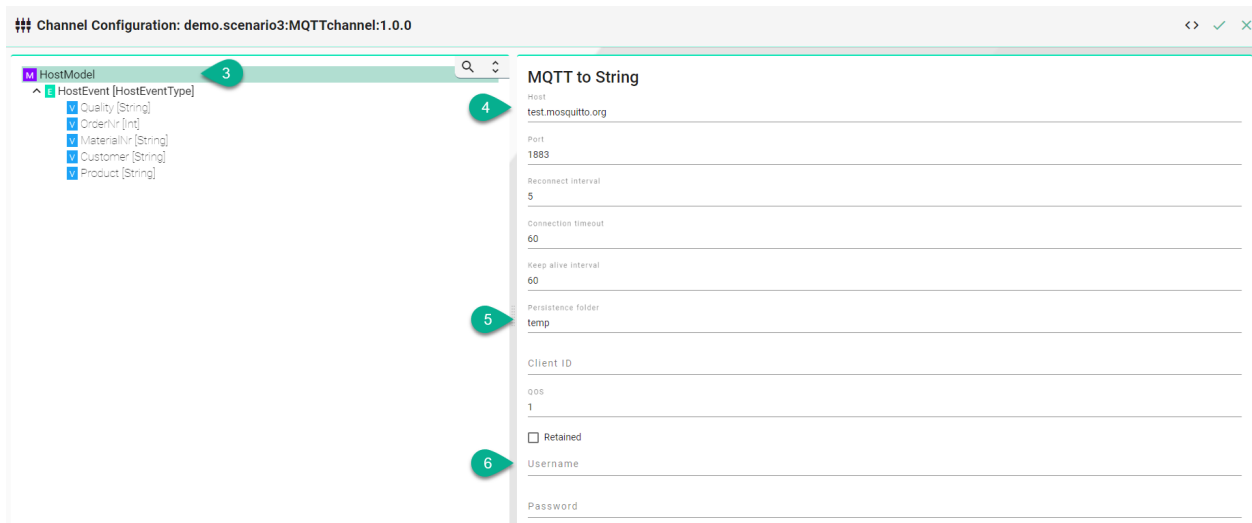 Channel Configuration: demo.scenario3:MQTTchannel:1.0.0
M HostModel
3
E HostEvent [HostEventType]
V Quality [String]
V OrderNr [Int]
V MaterialNr [String]
V Customer [String]
V Product [String]
MQTT to String
4
Host
test.mosquitto.org
Port
1883
Reconnect interval
5
Connection timeout
60
Keep alive interval
60
5
Persistence folder
temp
Client ID
QOS
1
Retained
6
Username
Password